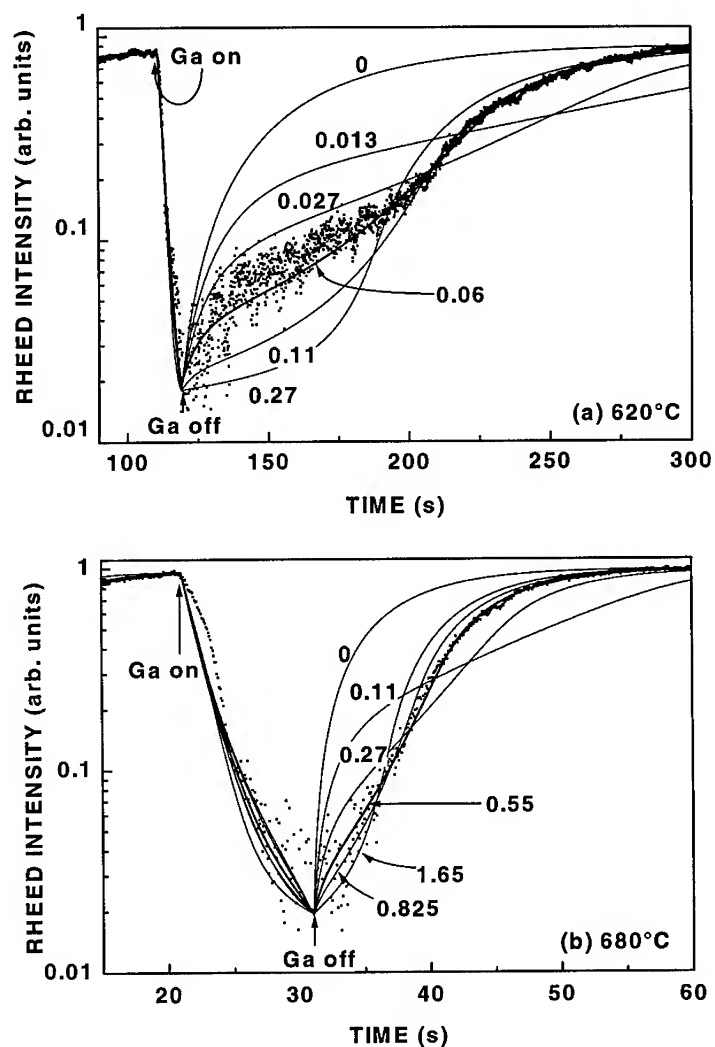 RHEED INTENSITY (arb. units)
1
0.1
0.01
Ga on
0
0.013
0.027
0.06
0.11
0.27
Ga off
(a) 620°C
100
150
200
250
300
TIME (s)
RHEED INTENSITY (arb. units)
1
0.1
0.01
Ga on
0
0.11
0.27
0.55
1.65
0.825
Ga off
(b) 680°C
20
30
40
50
60
TIME (s)